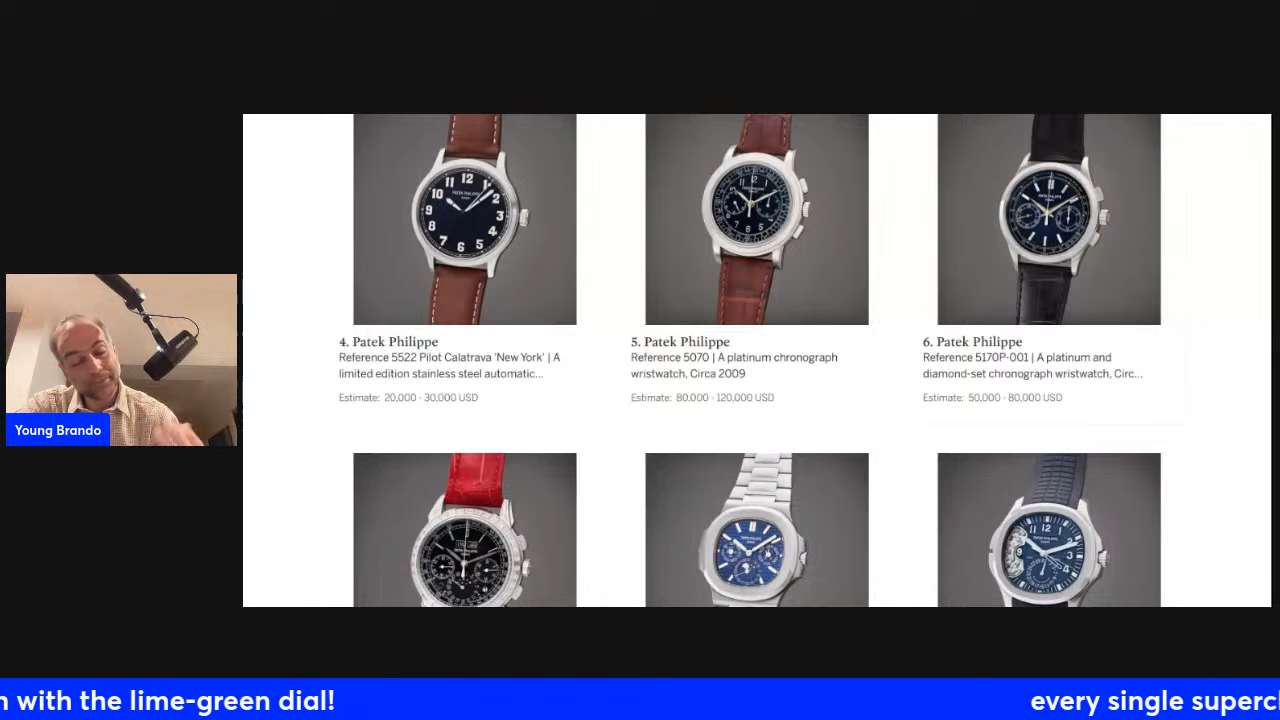 4. Patek Philippe
Reference 5522 Pilot Calatrava 'New York' | A
limited edition stainless steel automatic...
Estimate: 20,000 - 30,000 USD
5. Patek Philippe
Reference 5070 | A platinum chronograph
wristwatch, Circa 2009
Estimate: 80,000 - 120,000 USD
6. Patek Philippe
Reference 5170P-001 | A platinum and
diamond-set chronograph wristwatch, Circ...
Estimate: 50,000 - 80,000 USD
Young Brando
n with the lime-green dial!
every single superc